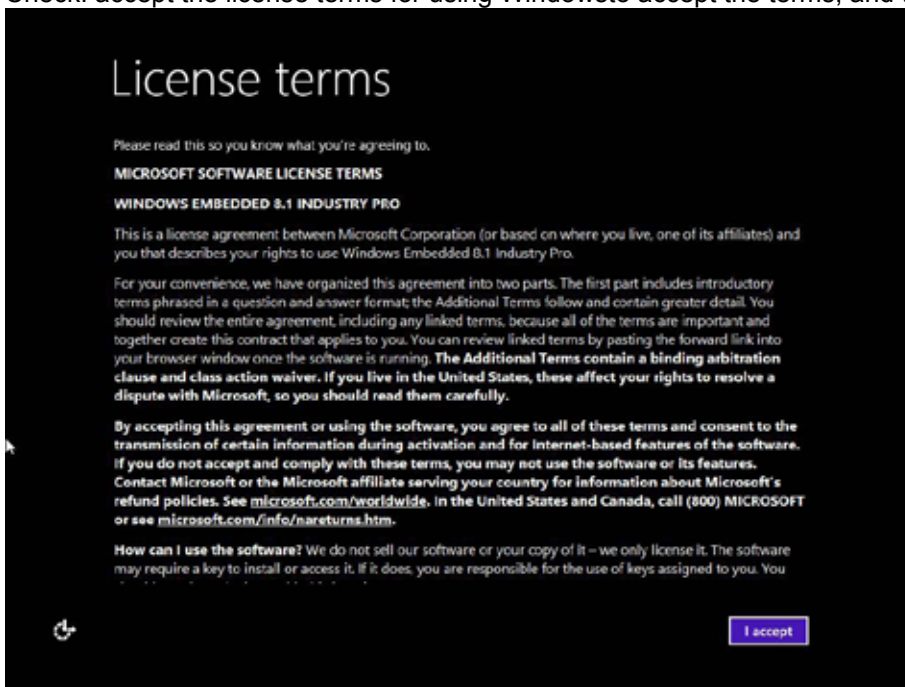 License terms
Please read this so you know what you're agreeing to.
MICROSOFT SOFTWARE LICENSE TERMS
WINDOWS EMBEDDED 8.1 INDUSTRY PRO
This is a license agreement between Microsoft Corporation (or based on where you live, one of its affiliates) and
you that describes your rights to use Windows Embedded 8.1 Industry Pro.
For your convenience, we have organized this agreement into two parts. The first part includes introductory
terms phrased in a question and answer format; the Additional Terms follow and contain greater detail. You
should review the entire agreement, including any linked terms, because all of the terms are important and
together create this contract that applies to you. You can review linked terms by pasting the forward link into
your browser window once the software is running. The Additional Terms contain a binding arbitration
clause and class action waiver. If you live in the United States, these affect your rights to resolve a
dispute with Microsoft, so you should read them carefully.
By accepting this agreement or using the software, you agree to all of these terms and consent to the
transmission of certain information during activation and for Internet-based features of the software.
If you do not accept and comply with these terms, you may not use the software or its features.
Contact Microsoft or the Microsoft affiliate serving your country for information about Microsoft's
refund policies. See microsoft.com/worldwide. In the United States and Canada, call (800) MICROSOFT
or see microsoft.com/info/nareturns.htm.
How can I use the software? We do not sell our software or your copy of it – we only license it. The software
may require a key to install or access it. If it does, you are responsible for the use of keys assigned to you. You
I accept